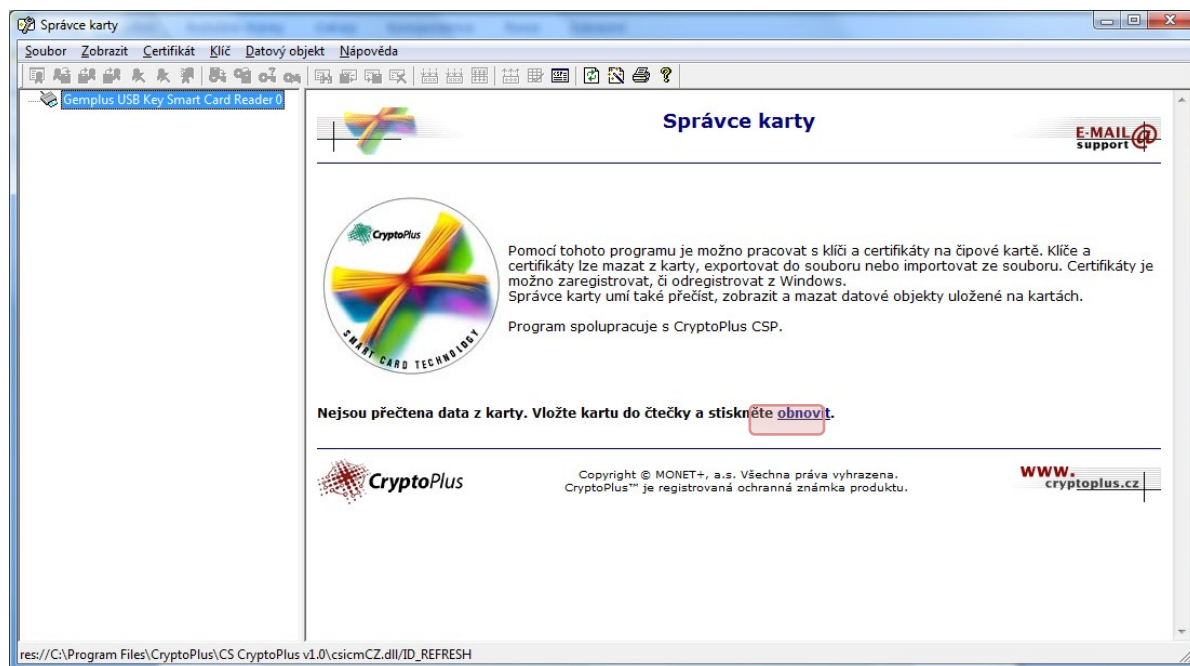 Správce karty
Soubor Zobrazit Certifikát Klíč Datový objekt Nápověda
Gemplus USB Key Smart Card Reader 0
Správce karty
E-MAIL@
support
CryptoPlus
SMART CARD TECHNOLOGY
Pomocí tohoto programu je možno pracovat s klíči a certifikáty na čipové kartě. Klíče a
certifikáty lze mazat z karty, exportovat do souboru nebo importovat ze souboru. Certifikáty je
možno zaregistrovat, či odregistrovat z Windows.
Správce karty umí také přečíst, zobrazit a mazat datové objekty uložené na kartách.
Program spolupracuje s CryptoPlus CSP.
Nejsou přečtena data z karty. Vložte kartu do čtečky a stiskněte obnovit.
CryptoPlus
Copyright © MONET+, a.s. Všechna práva vyhrazena.
CryptoPlus™ je registrovaná ochranná známka produktu.
www.
cryptoplus.cz
res://C:\Program Files\CryptoPlus\CS CryptoPlus v1.0\csicmCZ.dll/ID_REFRESH